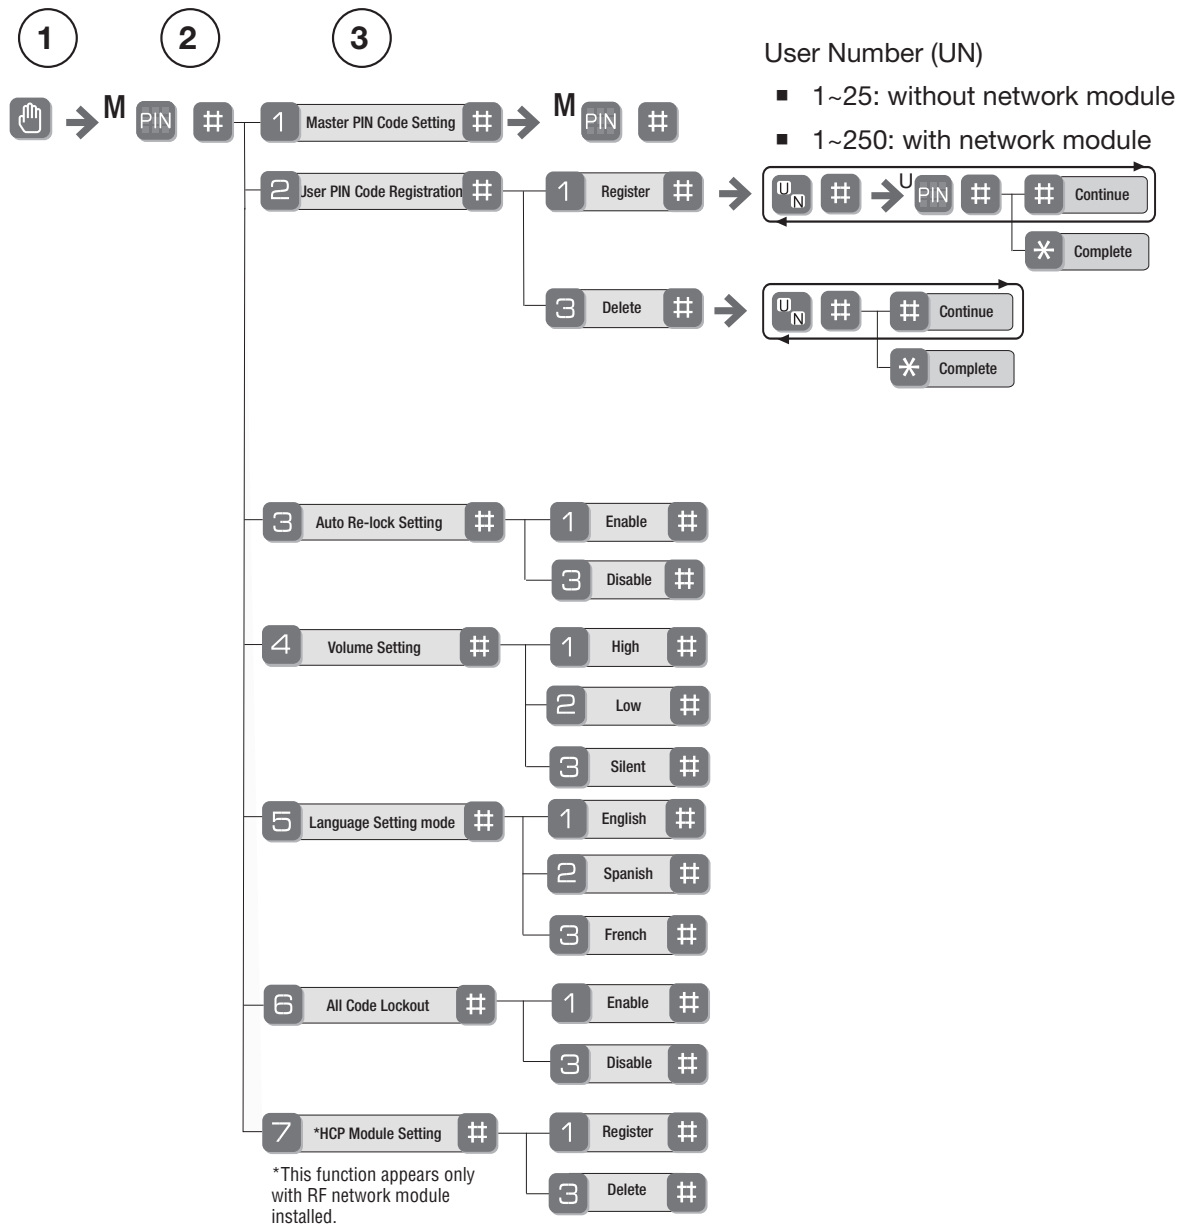 1 2 3
User Number (UN)
■ 1~25: without network module
■ 1~250: with network module
M PIN # 1 Master PIN Code Setting # M PIN #
2 User PIN Code Registration # 1 Register # UN # U PIN # # Continue
* Complete
3 Delete # UN # # Continue
* Complete
3 Auto Re-lock Setting # 1 Enable #
3 Disable #
4 Volume Setting # 1 High #
2 Low #
3 Silent #
5 Language Setting mode # 1 English #
2 Spanish #
3 French #
6 All Code Lockout # 1 Enable #
3 Disable #
7 *HCP Module Setting # 1 Register #
3 Delete #
*This function appears only
with RF network module
installed.